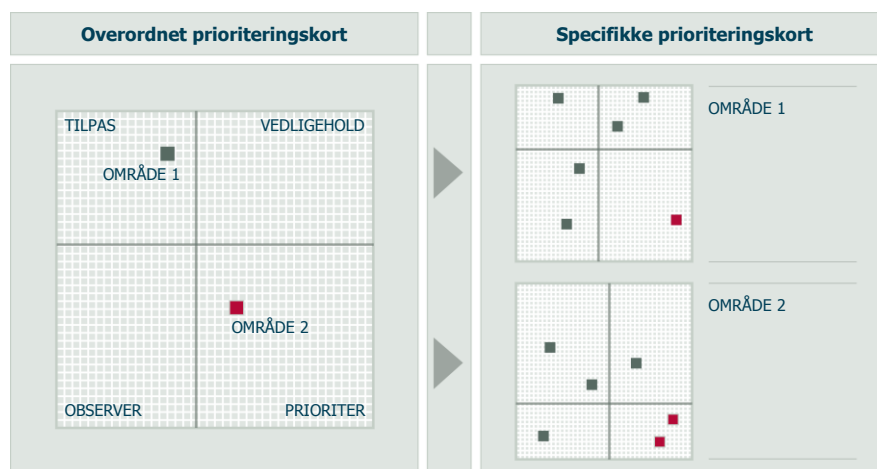 Overordnet prioriteringskort
Specifikke prioriteringskort
TILPAS
VEDLIGEHOLD
OMRÅDE 1
OMRÅDE 2
OBSERVER
PRIORITER
OMRÅDE 1
OMRÅDE 2